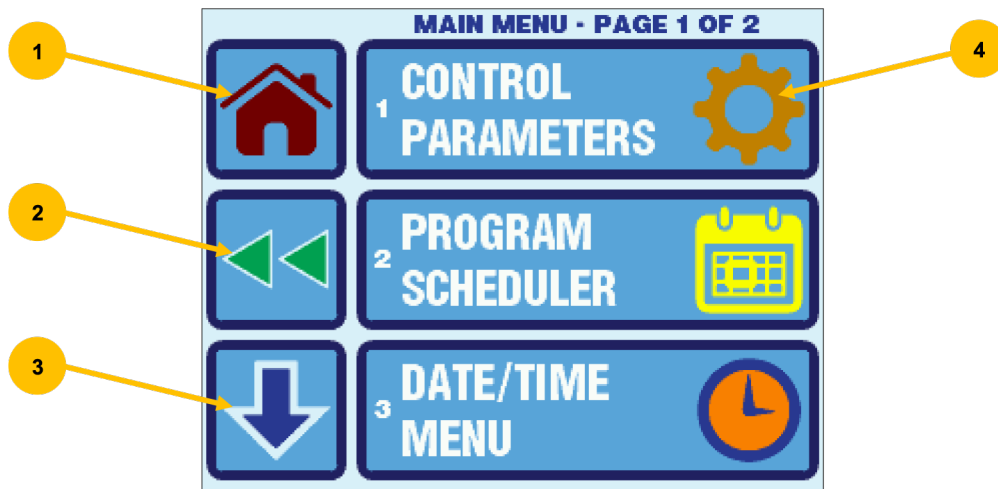 MAIN MENU - PAGE 1 OF 2
1
4
1 CONTROL
PARAMETERS
2
2 PROGRAM
SCHEDULER
3
3 DATE/TIME
MENU